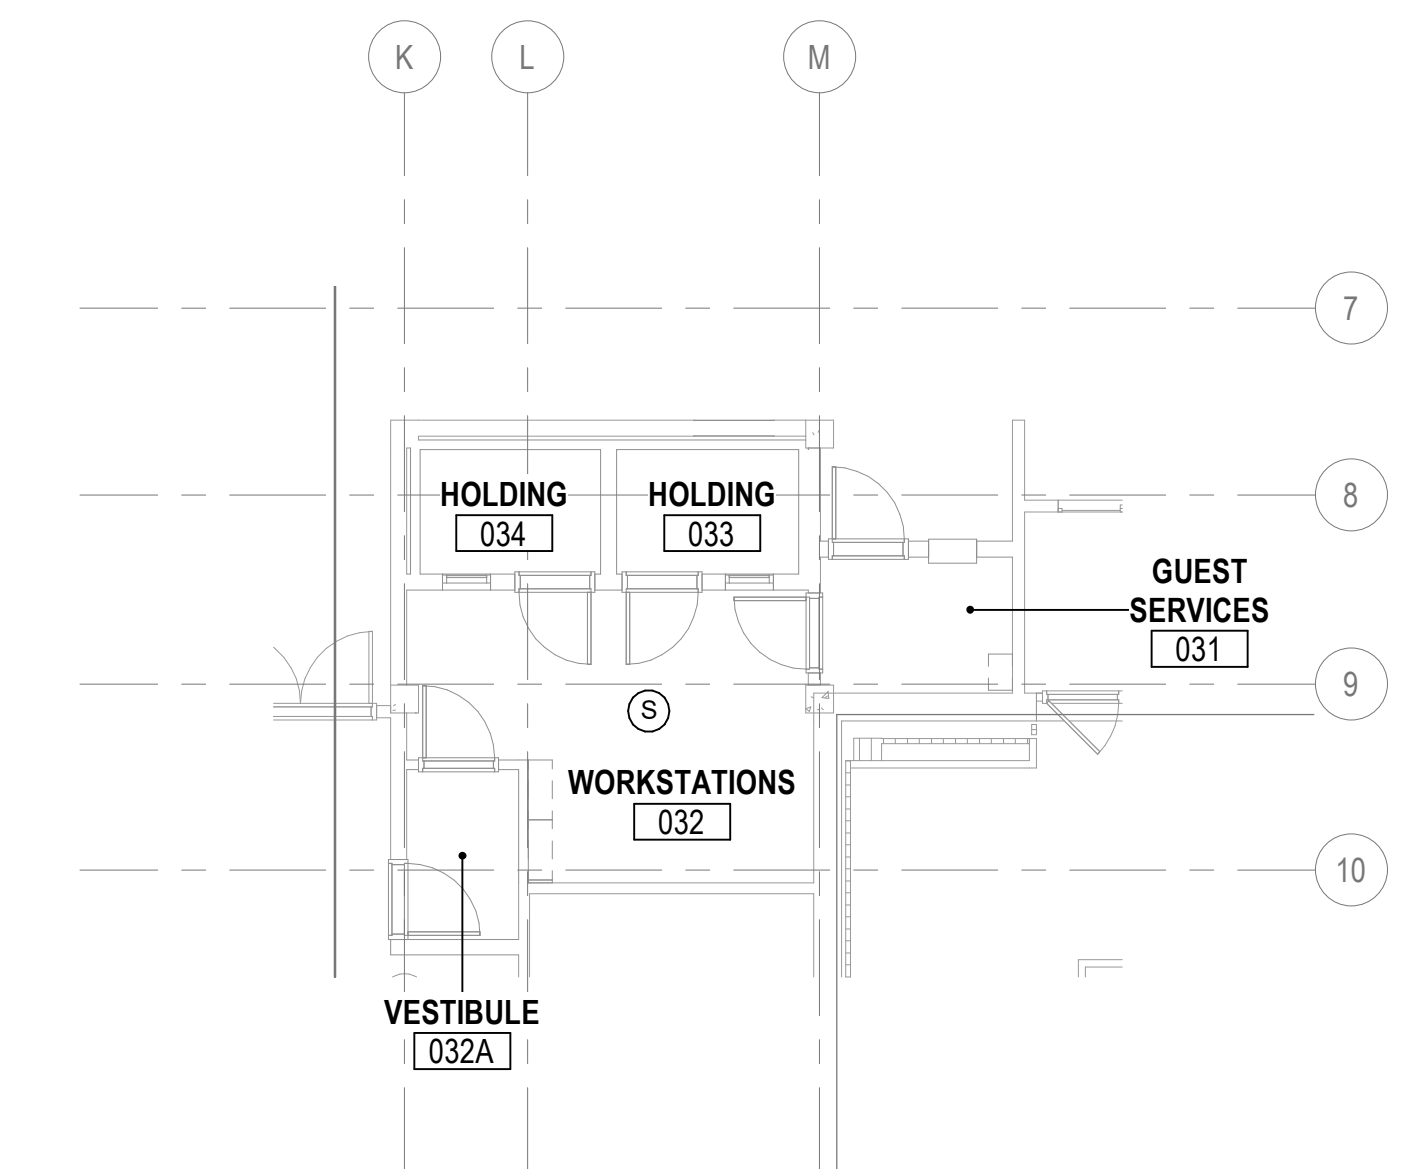 K
L
M
7
8
HOLDING
034
HOLDING
033
GUEST
SERVICES
031
9
S
WORKSTATIONS
032
10
VESTIBULE
032A